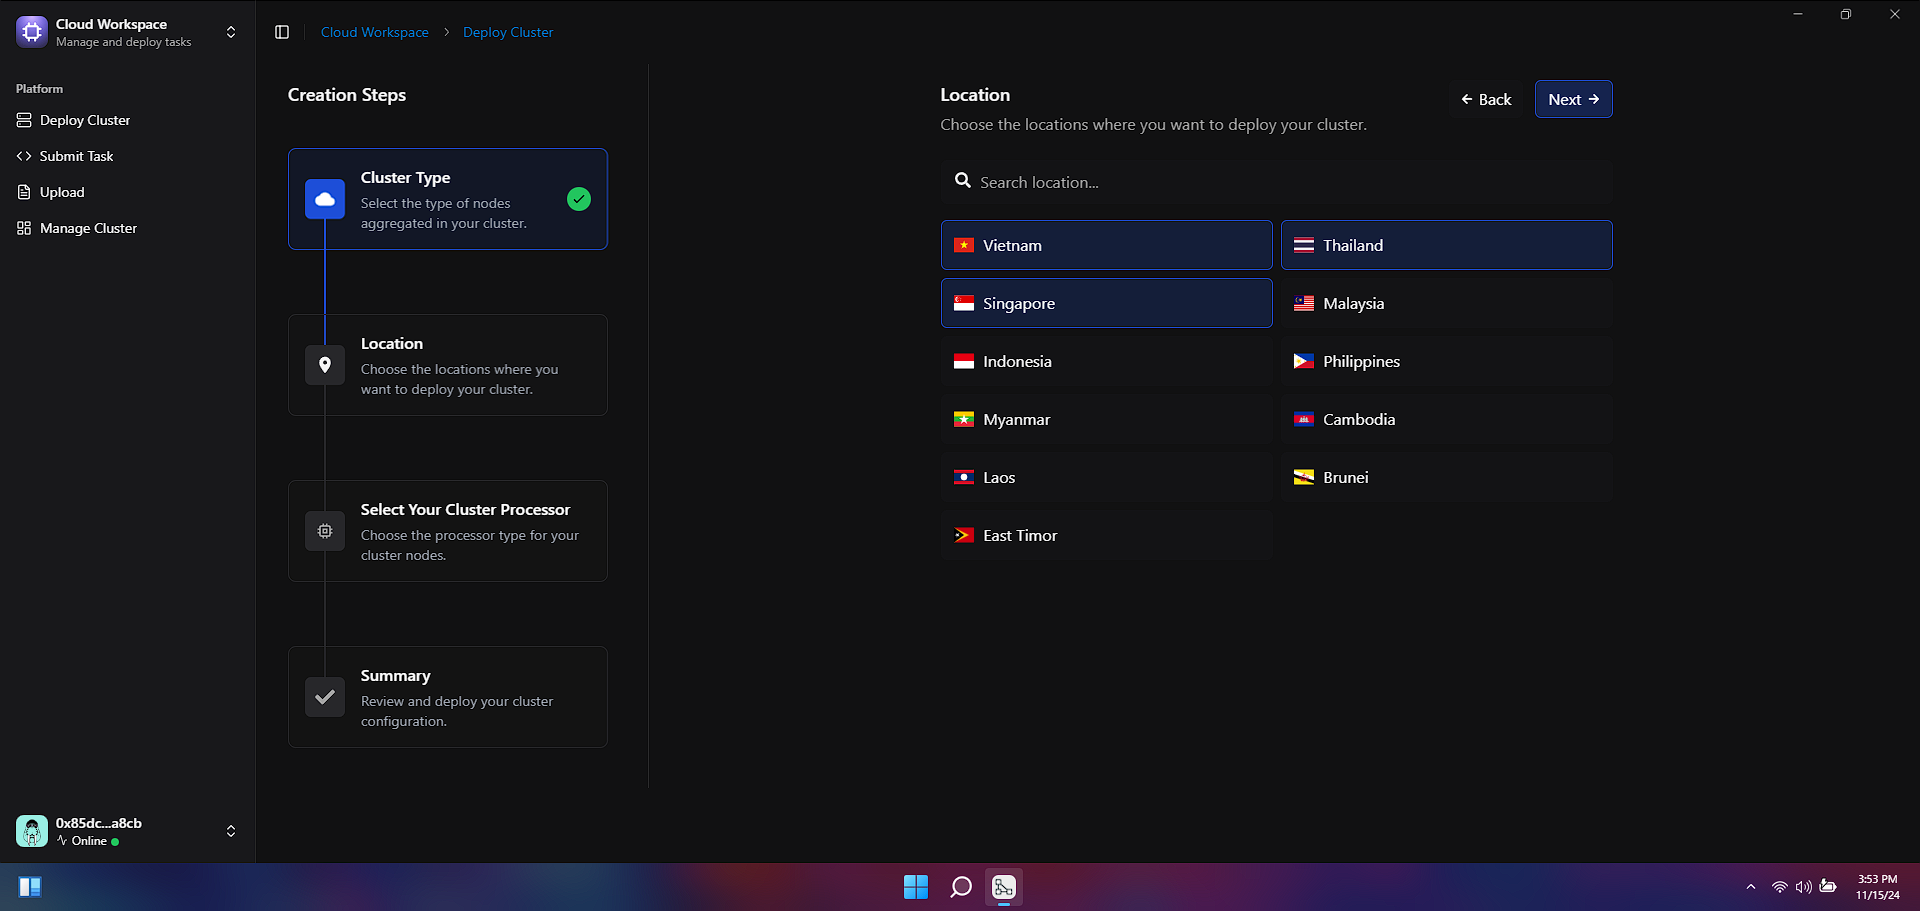 Cloud Workspace
Manage and deploy tasks
Platform
Deploy Cluster
Submit Task
Upload
Manage Cluster
0x85dc...a8cb
Online
Cloud Workspace > Deploy Cluster
Creation Steps
Cluster Type
Select the type of nodes
aggregated in your cluster.
Location
Choose the locations where you
want to deploy your cluster.
Select Your Cluster Processor
Choose the processor type for your
cluster nodes.
Summary
Review and deploy your cluster
configuration.
Location
Choose the locations where you want to deploy your cluster.
← Back
Next →
Search location...
Vietnam
Thailand
Singapore
Malaysia
Indonesia
Philippines
Myanmar
Cambodia
Laos
Brunei
East Timor
3:53 PM
11/15/24